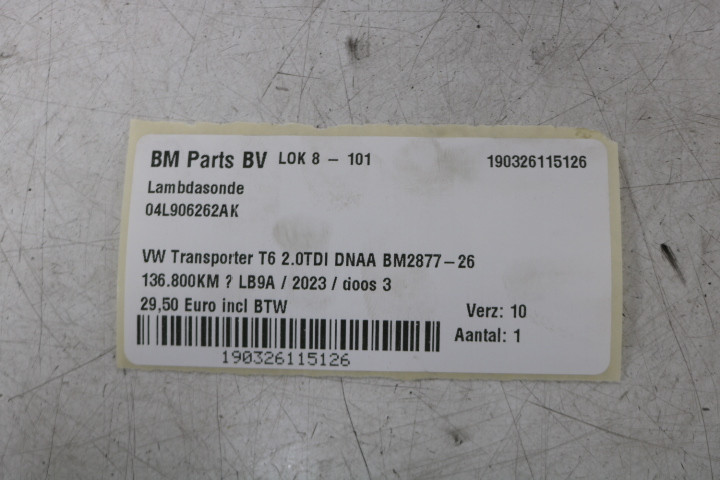 BM Parts BV LOK 8 - 101 190326115126
Lambdasonde
04L906262AK
VW Transporter T6 2.0TDI DNAA BM2877-26
136.800KM ? LB9A / 2023 / doos 3
29,50 Euro incl BTW Verz: 10
Aantal: 1
190326115126